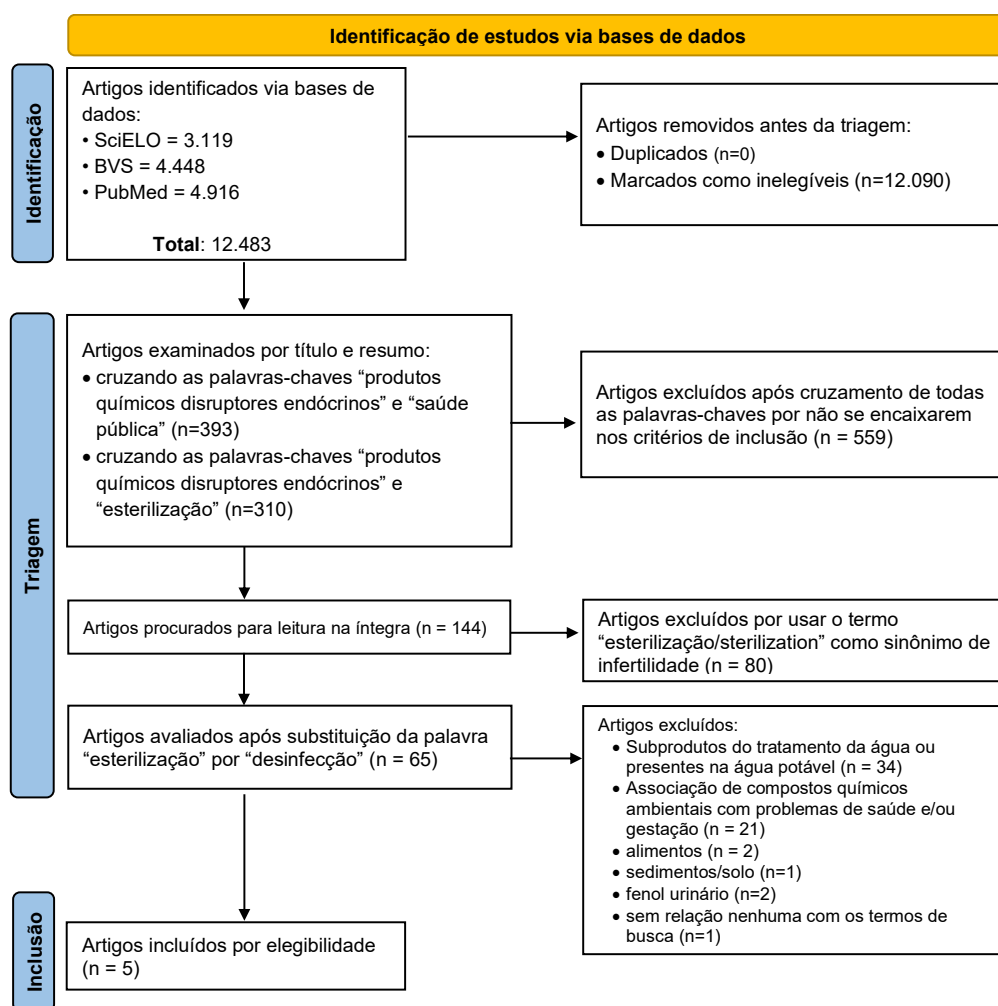 Identificação de estudos via bases de dados
Identificação
Artigos identificados via bases de
dados:
• SciELO = 3.119
• BVS = 4.448
• PubMed = 4.916
Total: 12.483
Artigos removidos antes da triagem:
• Duplicados (n=0)
• Marcados como inelegíveis (n=12.090)
Triagem
Artigos examinados por título e resumo:
• cruzando as palavras-chaves “produtos
químicos disruptores endócrinos” e “saúde
pública” (n=393)
• cruzando as palavras-chaves “produtos
químicos disruptores endócrinos” e
“esterilização” (n=310)
Artigos excluídos após cruzamento de todas
as palavras-chaves por não se encaixarem
nos critérios de inclusão (n = 559)
Artigos procurados para leitura na íntegra (n = 144)
Artigos excluídos por usar o termo
“esterilização/sterilization” como sinônimo de
infertilidade (n = 80)
Artigos avaliados após substituição da palavra
“esterilização” por “desinfecção” (n = 65)
Artigos excluídos:
• Subprodutos do tratamento da água ou
presentes na água potável (n = 34)
• Associação de compostos químicos
ambientais com problemas de saúde e/ou
gestação (n = 21)
• alimentos (n = 2)
• sedimentos/solo (n=1)
• fenol urinário (n=2)
• sem relação nenhuma com os termos de
busca (n=1)
Inclusão
Artigos incluídos por elegibilidade
(n = 5)